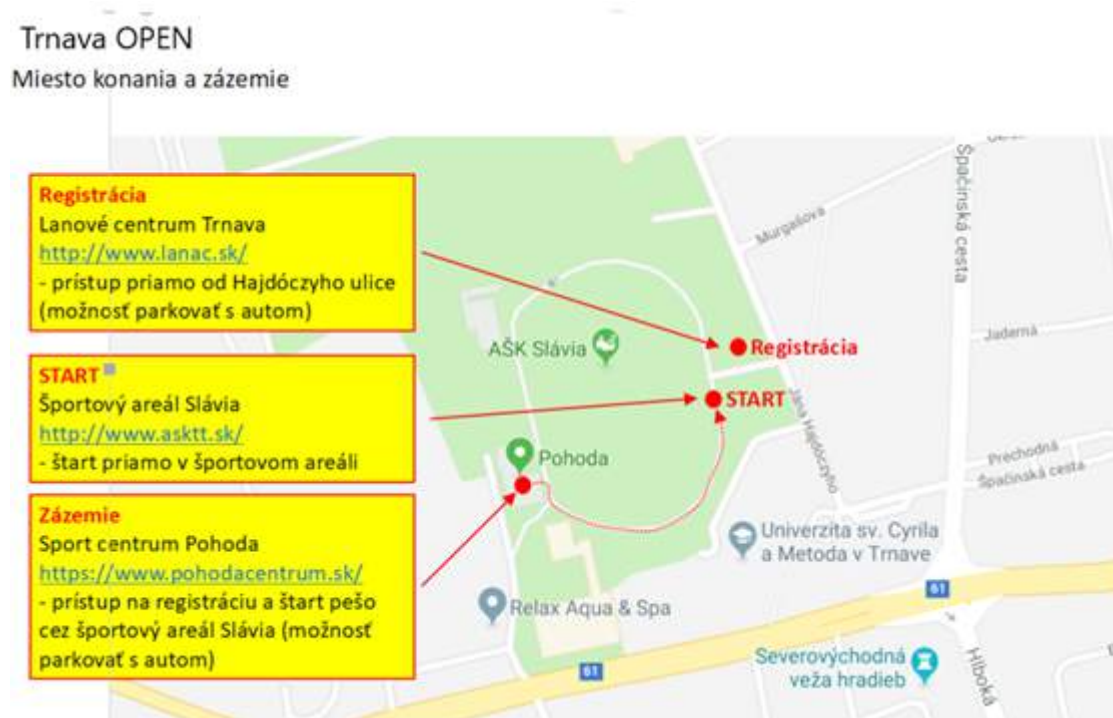 Trnava OPEN
Miesto konania a zázemie
Registrácia
Lanové centrum Trnava
http://www.lanac.sk/
- prístup priamo od Hajdóczyho ulice
(možnosť parkovať s autom)
START
Športový areál Slávia
http://www.asktt.sk/
- štart priamo v športovom areáli
Zázemie
Sport centrum Pohoda
https://www.pohodacentrum.sk/
- prístup na registráciu a štart pešo
cez športový areál Slávia (možnosť
parkovať s autom)
Špačinská cesta
Murgašova
AŠK Slávia
Registrácia
Jaderná
START
Jana Hajdóczyho
Pohoda
Prechodná
Špačinská cesta
Univerzita sv. Cyrila
a Metoda v Trnave
Relax Aqua & Spa
61
61
Severovýchodná
veža hradieb
Hlboká